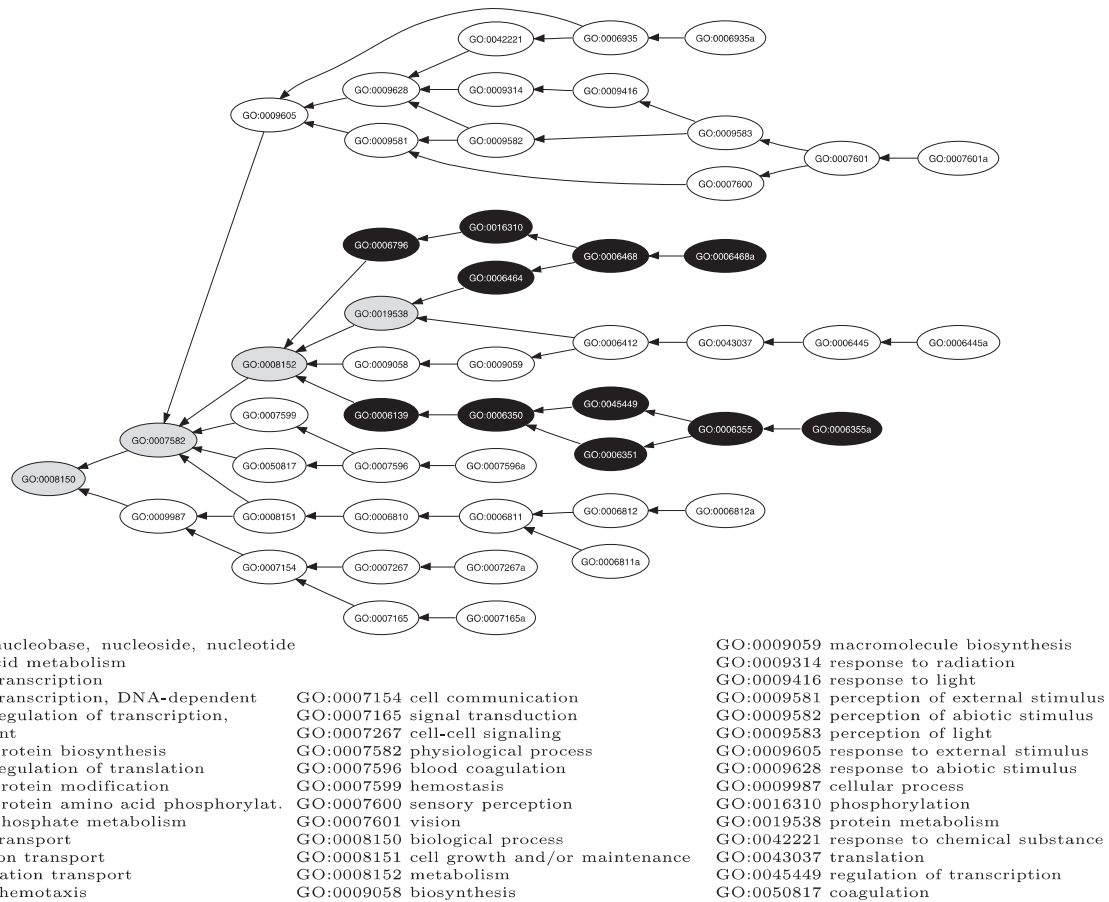 GO:0042221
GO:0006935
GO:0006935a
GO:0009628
GO:0009314
GO:0009416
GO:0009605
GO:0009581
GO:0009582
GO:0009583
GO:0007601
GO:0007601a
GO:0007600
GO:0016310
GO:0006796
GO:0006468
GO:0006468a
GO:0006464
GO:0019538
GO:0006412
GO:0043037
GO:0006445
GO:0006445a
GO:0008152
GO:0009058
GO:0009059
GO:0045449
GO:0006139
GO:0006350
GO:0007599
GO:0006355
GO:0006355a
GO:0007582
GO:0006351
GO:0050817
GO:0007596
GO:0007596a
GO:0008150
GO:0009987
GO:0008151
GO:0006810
GO:0006811
GO:0006812
GO:0006812a
GO:0006811a
GO:0007154
GO:0007267
GO:0007267a
GO:0007165
GO:0007165a
nucleobase, nucleoside, nucleotide
cid metabolism
transcription
transcription, DNA-dependent
egulation of transcription,
nt
protein biosynthesis
egulation of translation
protein modification
protein amino acid phosphorylat.
phosphate metabolism
transport
on transport
ation transport
hemotaxis
GO:0007154 cell communication
GO:0007165 signal transduction
GO:0007267 cell-cell signaling
GO:0007582 physiological process
GO:0007596 blood coagulation
GO:0007599 hemostasis
GO:0007600 sensory perception
GO:0007601 vision
GO:0008150 biological process
GO:0008151 cell growth and/or maintenance
GO:0008152 metabolism
GO:0009058 biosynthesis
GO:0009059 macromolecule biosynthesis
GO:0009314 response to radiation
GO:0009416 response to light
GO:0009581 perception of external stimulus
GO:0009582 perception of abiotic stimulus
GO:0009583 perception of light
GO:0009605 response to external stimulus
GO:0009628 response to abiotic stimulus
GO:0009987 cellular process
GO:0016310 phosphorylation
GO:0019538 protein metabolism
GO:0042221 response to chemical substance
GO:0043037 translation
GO:0045449 regulation of transcription
GO:0050817 coagulation